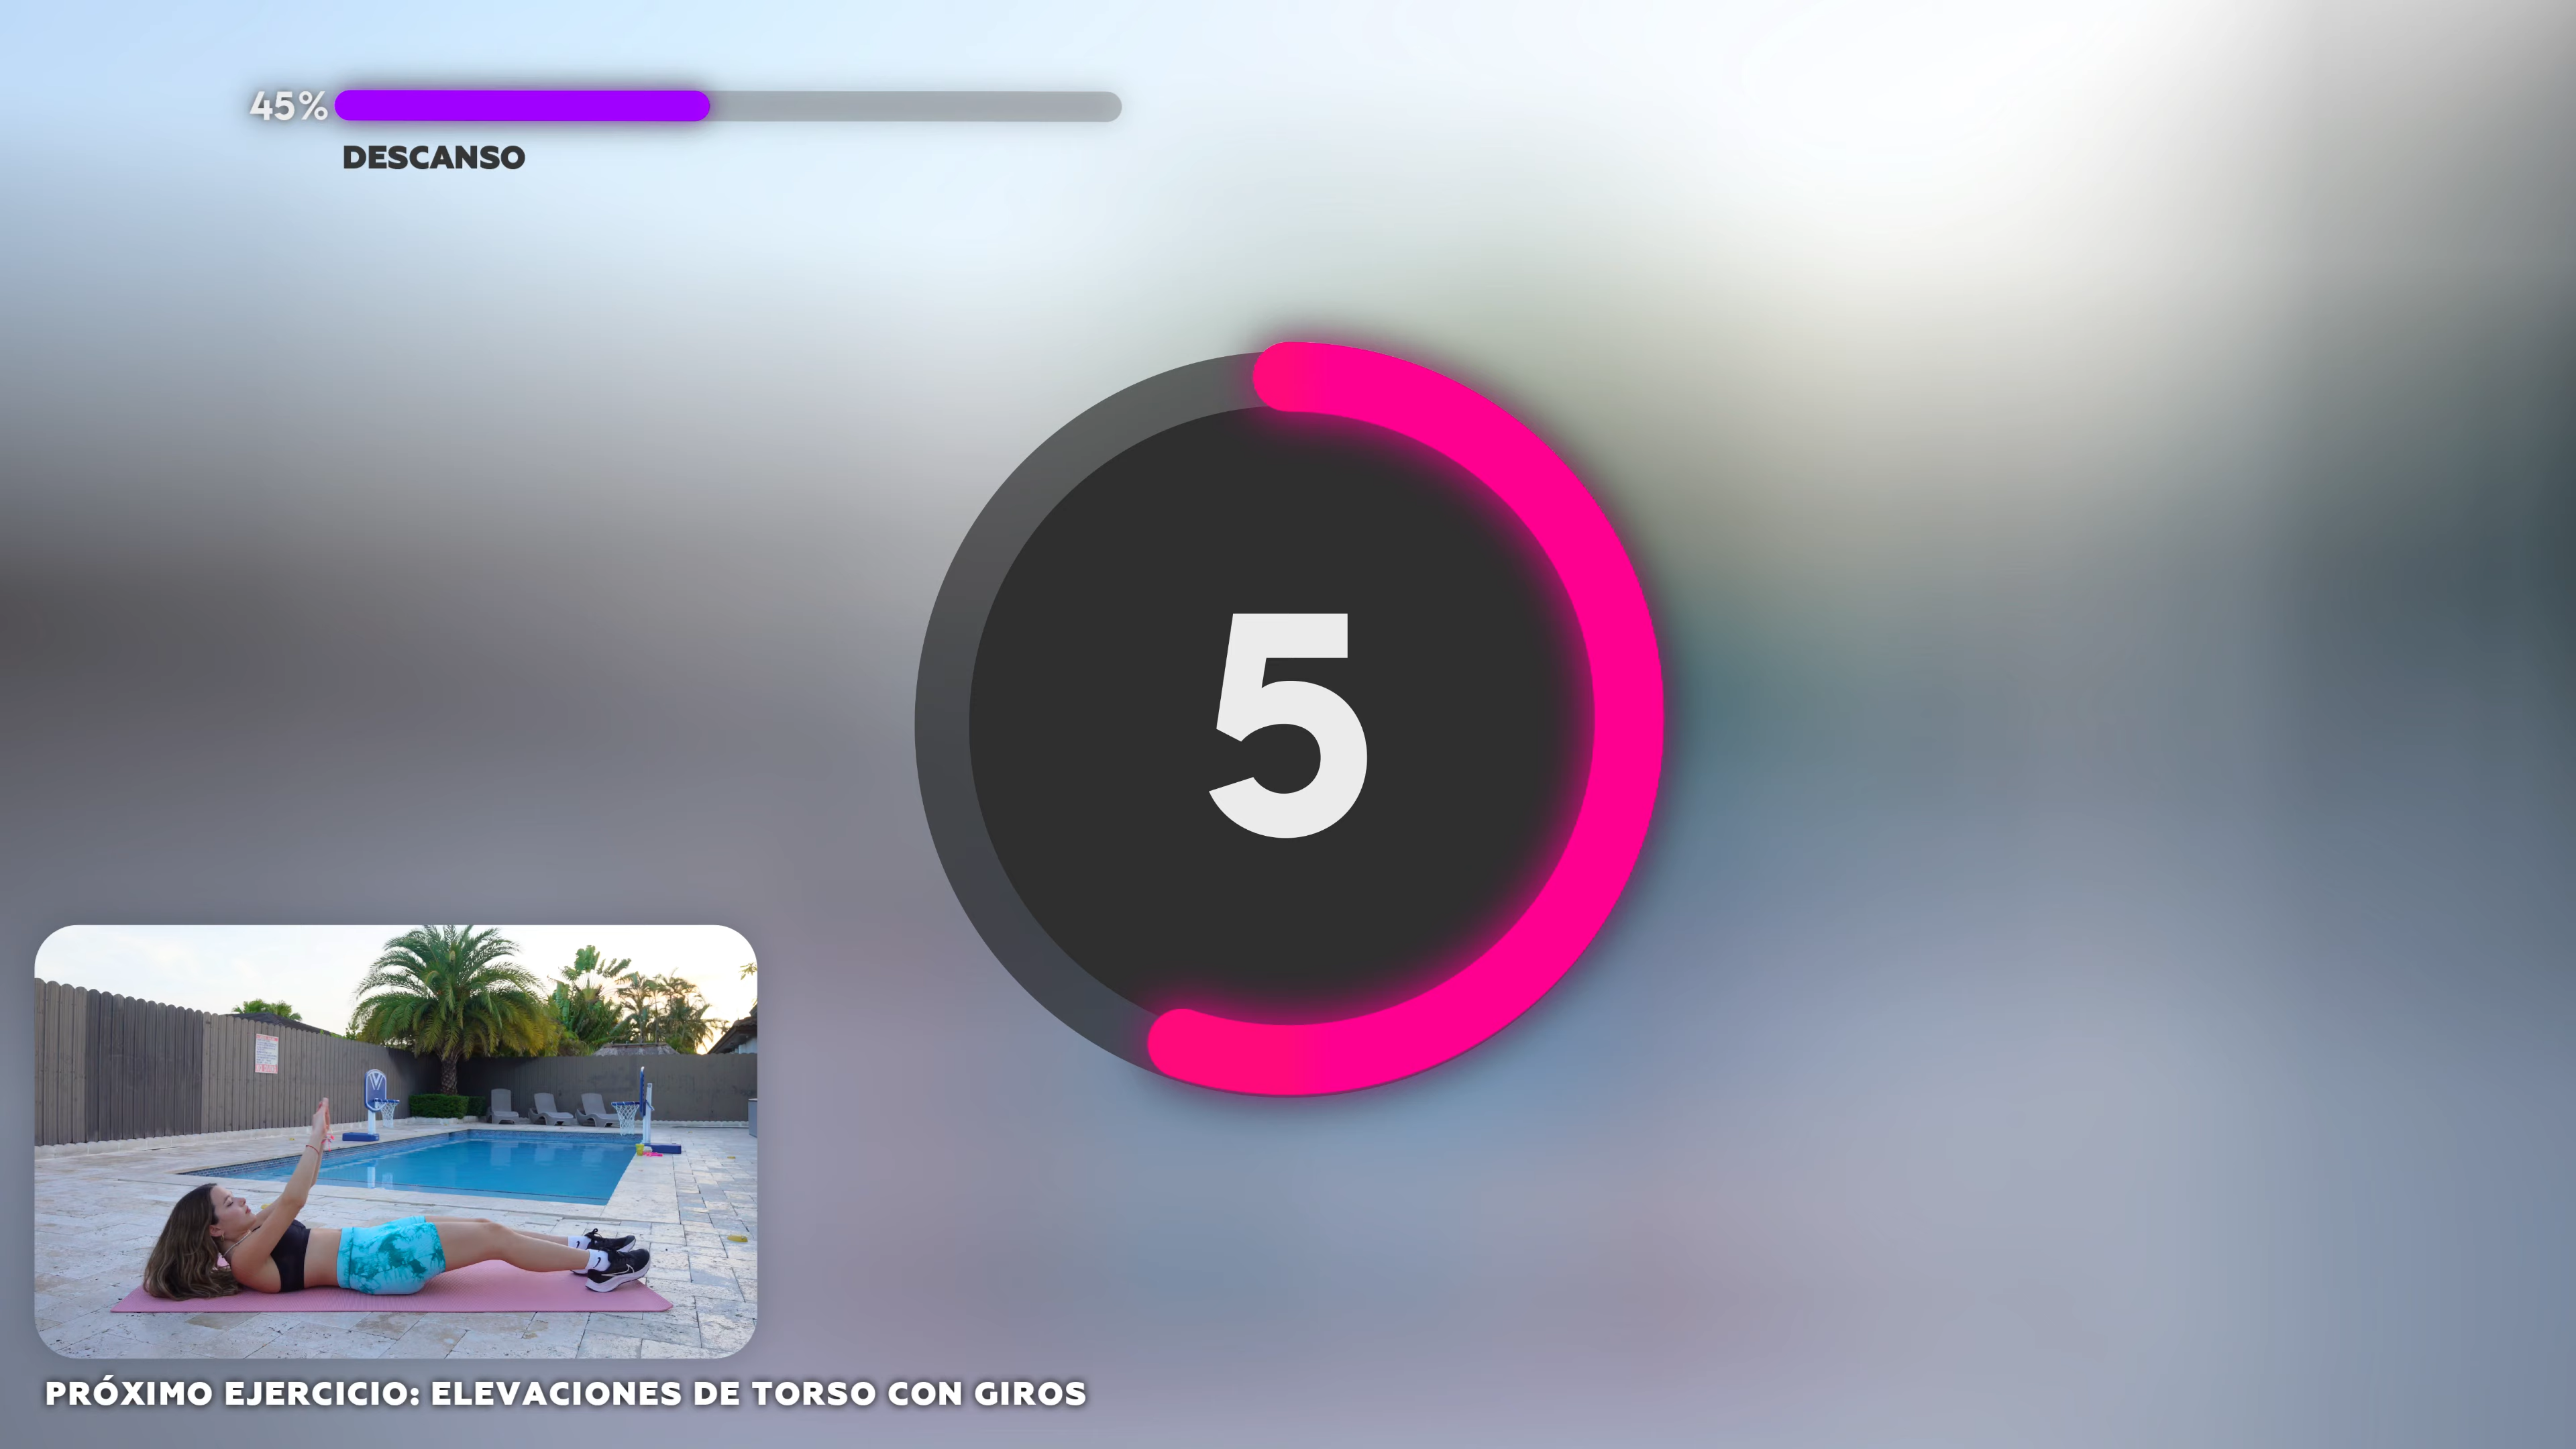 45%
DESCANSO
5
PRÓXIMO EJERCICIO: ELEVACIONES DE TORSO CON GIROS